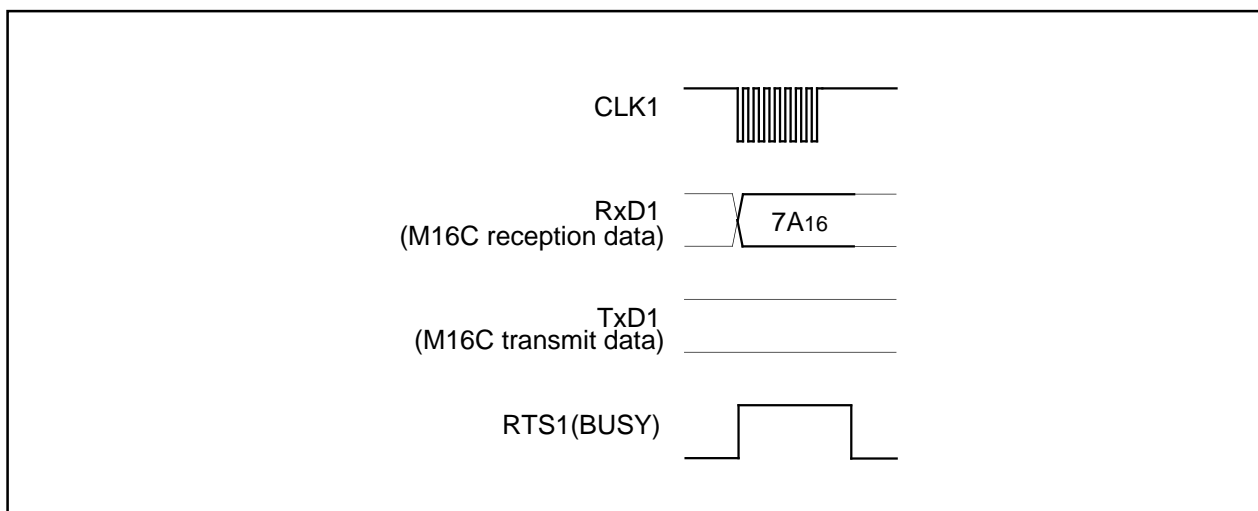 CLK1
RxD1
(M16C reception data)
7A16
TxD1
(M16C transmit data)
RTS1(BUSY)